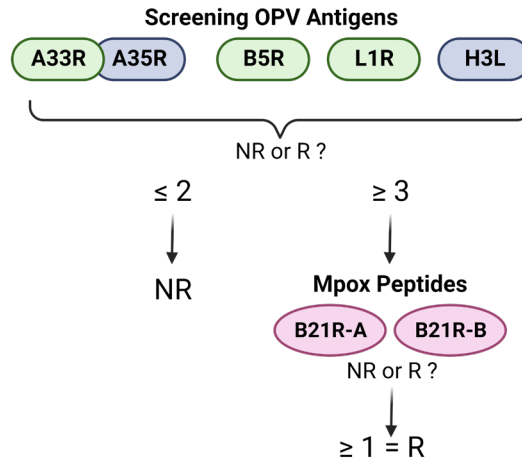 Screening OPV Antigens
A33R A35R B5R L1R H3L
NR or R ?
≤ 2 ≥ 3
NR
Mpox Peptides
B21R-A B21R-B
NR or R ?
≥ 1 = R